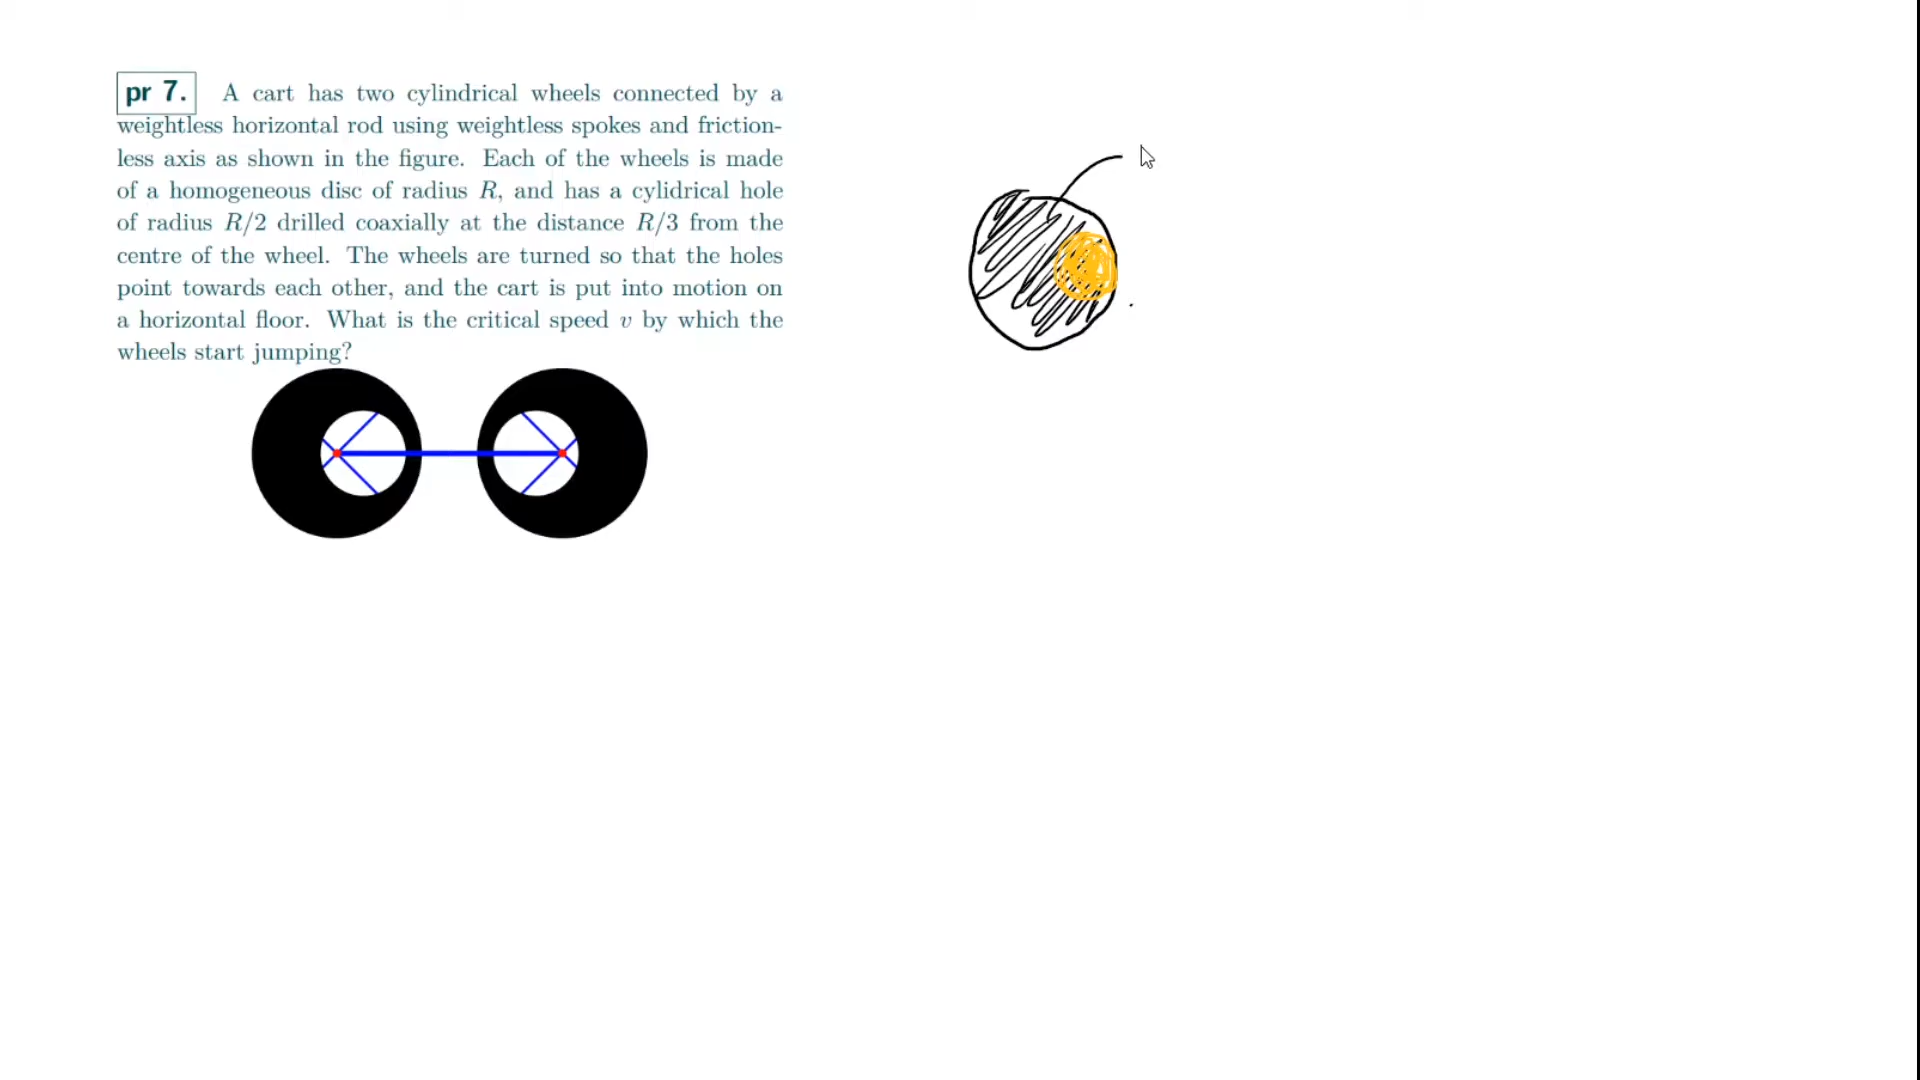 pr 7. A cart has two cylindrical wheels connected by a
weightless horizontal rod using weightless spokes and friction-
less axis as shown in the figure. Each of the wheels is made
of a homogeneous disc of radius R, and has a cylidrical hole
of radius R/2 drilled coaxially at the distance R/3 from the
centre of the wheel. The wheels are turned so that the holes
point towards each other, and the cart is put into motion on
a horizontal floor. What is the critical speed v by which the
wheels start jumping?